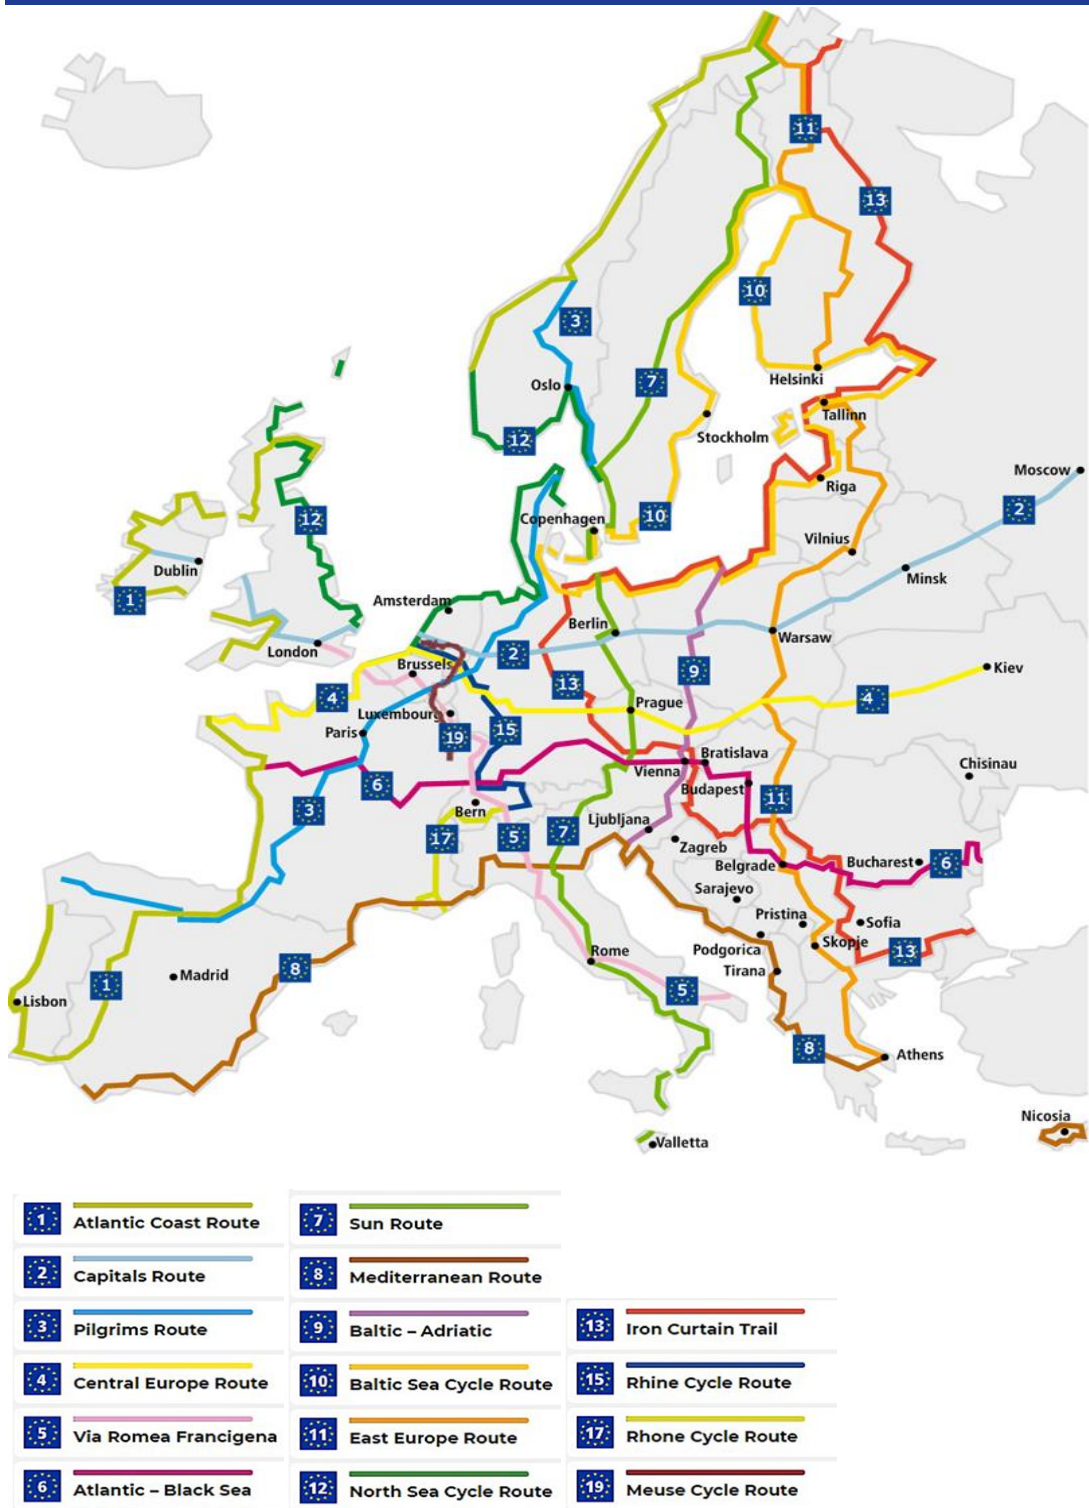 11
13
10
3
7
Oslo
Helsinki
12
Tallinn
Stockholm
Moscow
Riga
2
12
Copenhagen
10
Vilnius
Dublin
Minsk
1
Amsterdam
Berlin
Warsaw
London
2
Brussels
9
Kiev
13
4
4
Prague
Luxembourg
Paris
19
15
Bratislava
Vienna
Chisinau
6
Budapest
3
Bern
11
Ljubljana
17
5
7
Zagreb
Belgrade
Bucharest
6
Sarajevo
Pristina
Sofia
Skopje
Podgorica
13
Rome
8
Tirana
Madrid
1
5
Lisbon
8
Athens
Nicosia
Valletta
1 Atlantic Coast Route
2 Capitals Route
3 Pilgrims Route
4 Central Europe Route
5 Via Romea Francigena
6 Atlantic – Black Sea
7 Sun Route
8 Mediterranean Route
9 Baltic – Adriatic
10 Baltic Sea Cycle Route
11 East Europe Route
12 North Sea Cycle Route
13 Iron Curtain Trail
15 Rhine Cycle Route
17 Rhone Cycle Route
19 Meuse Cycle Route